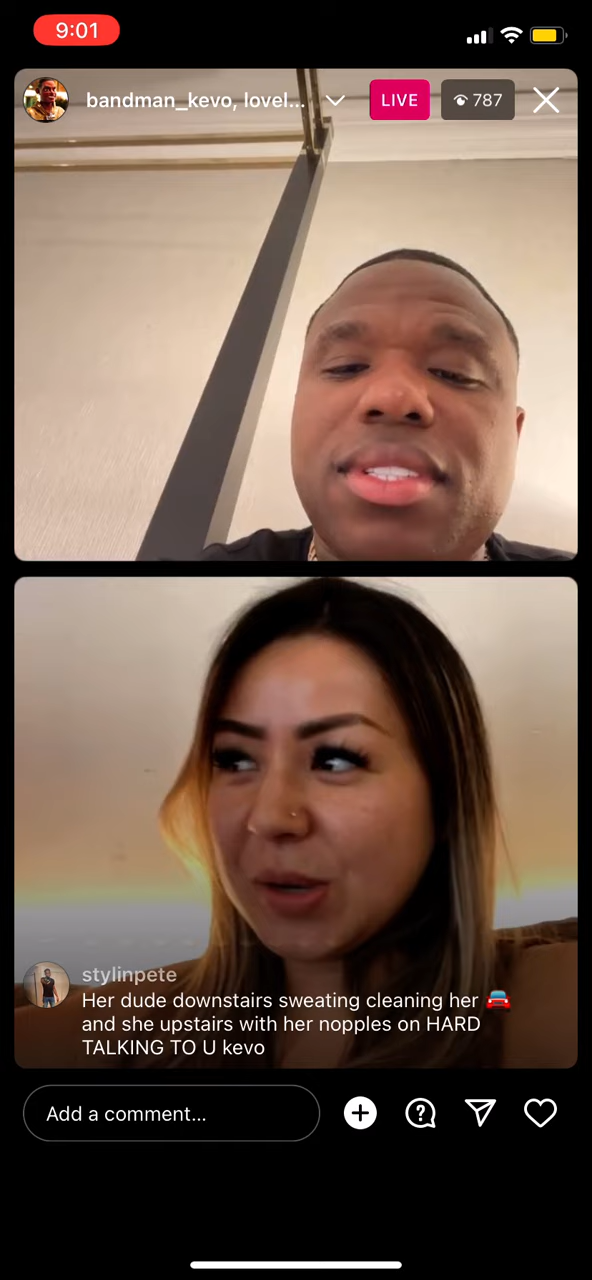 9:01
bandman_kevo, lovel...
LIVE
787
stylinpete
Her dude downstairs sweating cleaning her 🚘
and she upstairs with her nopples on HARD
TALKING TO U kevo
Add a comment...